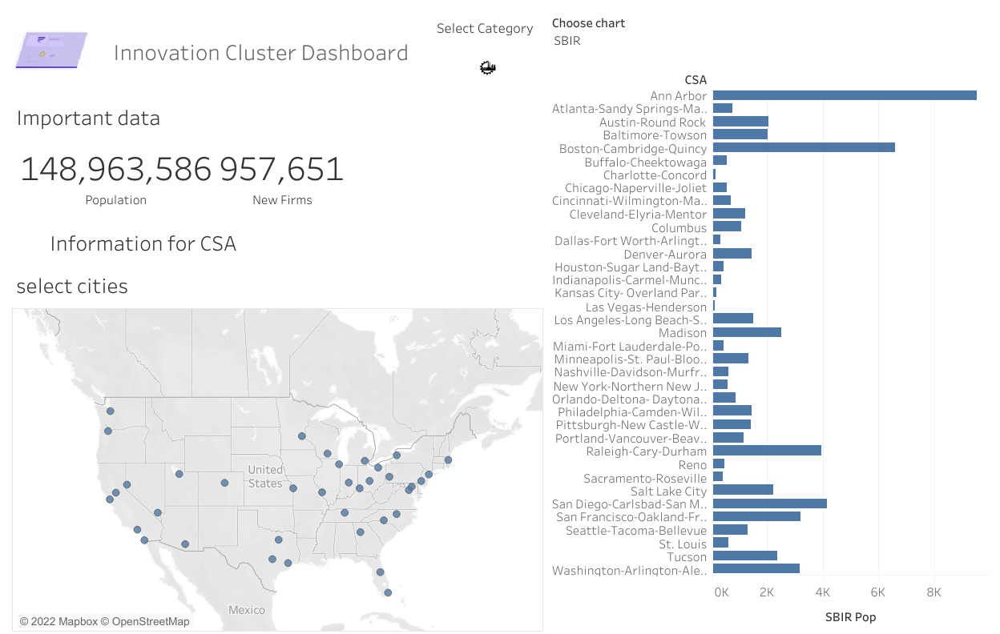 Innovation Cluster Dashboard
Select Category
Important data
148,963,586
Population
957,651
New Firms
Information for CSA
select cities
United
States
Mexico
© 2022 Mapbox © OpenStreetMap
Choose chart
SBIR
CSA
Ann Arbor
Atlanta-Sandy Springs-Ma..
Austin-Round Rock
Baltimore-Towson
Boston-Cambridge-Quincy
Buffalo-Cheektowaga
Charlotte-Concord
Chicago-Naperville-Joliet
Cincinnati-Wilmington-Ma..
Cleveland-Elyria-Mentor
Columbus
Dallas-Fort Worth-Arlingt..
Denver-Aurora
Houston-Sugar Land-Bayt..
Indianapolis-Carmel-Munc..
Kansas City- Overland Par..
Las Vegas-Henderson
Los Angeles-Long Beach-S..
Madison
Miami-Fort Lauderdale-Po..
Minneapolis-St. Paul-Bloo..
Nashville-Davidson-Murfr..
New York-Northern New J..
Orlando-Deltona- Daytona..
Philadelphia-Camden-Wil..
Pittsburgh-New Castle-W..
Portland-Vancouver-Beav..
Raleigh-Cary-Durham
Reno
Sacramento-Roseville
Salt Lake City
San Diego-Carlsbad-San M..
San Francisco-Oakland-Fr..
Seattle-Tacoma-Bellevue
St. Louis
Tucson
Washington-Arlington-Ale..
0K 2K 4K 6K 8K
SBIR Pop